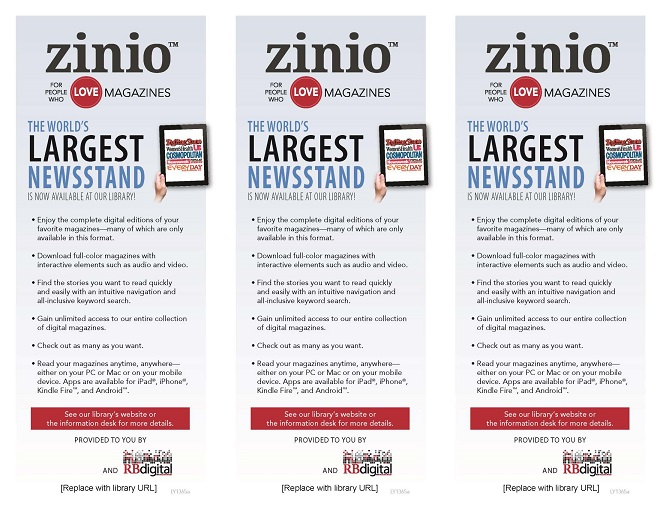 zinio™
FOR
PEOPLE
WHO
LOVE
MAGAZINES
THE WORLD'S
LARGEST
NEWSSTAND
IS NOW AVAILABLE AT OUR LIBRARY!
RollingStone
Women'sHealth US
COSMOPOLITAN
EVERYDAY
• Enjoy the complete digital editions of your
favorite magazines—many of which are only
available in this format.
• Download full-color magazines with
interactive elements such as audio and video.
• Find the stories you want to read quickly
and easily with an intuitive navigation and
all-inclusive keyword search.
• Gain unlimited access to our entire collection
of digital magazines.
• Check out as many as you want.
• Read your magazines anytime, anywhere—
either on your PC or Mac or on your mobile
device. Apps are available for iPad®, iPhone®,
Kindle Fire™, and Android™.
See our library's website or
the information desk for more details.
PROVIDED TO YOU BY
AND RBdigital
[Replace with library URL]
zinio™
FOR
PEOPLE
WHO
LOVE
MAGAZINES
THE WORLD'S
LARGEST
NEWSSTAND
IS NOW AVAILABLE AT OUR LIBRARY!
RollingStone
Women'sHealth US
COSMOPOLITAN
EVERYDAY
• Enjoy the complete digital editions of your
favorite magazines—many of which are only
available in this format.
• Download full-color magazines with
interactive elements such as audio and video.
• Find the stories you want to read quickly
and easily with an intuitive navigation and
all-inclusive keyword search.
• Gain unlimited access to our entire collection
of digital magazines.
• Check out as many as you want.
• Read your magazines anytime, anywhere—
either on your PC or Mac or on your mobile
device. Apps are available for iPad®, iPhone®,
Kindle Fire™, and Android™.
See our library's website or
the information desk for more details.
PROVIDED TO YOU BY
AND RBdigital
[Replace with library URL]
zinio™
FOR
PEOPLE
WHO
LOVE
MAGAZINES
THE WORLD'S
LARGEST
NEWSSTAND
IS NOW AVAILABLE AT OUR LIBRARY!
RollingStone
Women'sHealth US
COSMOPOLITAN
EVERYDAY
• Enjoy the complete digital editions of your
favorite magazines—many of which are only
available in this format.
• Download full-color magazines with
interactive elements such as audio and video.
• Find the stories you want to read quickly
and easily with an intuitive navigation and
all-inclusive keyword search.
• Gain unlimited access to our entire collection
of digital magazines.
• Check out as many as you want.
• Read your magazines anytime, anywhere—
either on your PC or Mac or on your mobile
device. Apps are available for iPad®, iPhone®,
Kindle Fire™, and Android™.
See our library's website or
the information desk for more details.
PROVIDED TO YOU BY
AND RBdigital
[Replace with library URL]